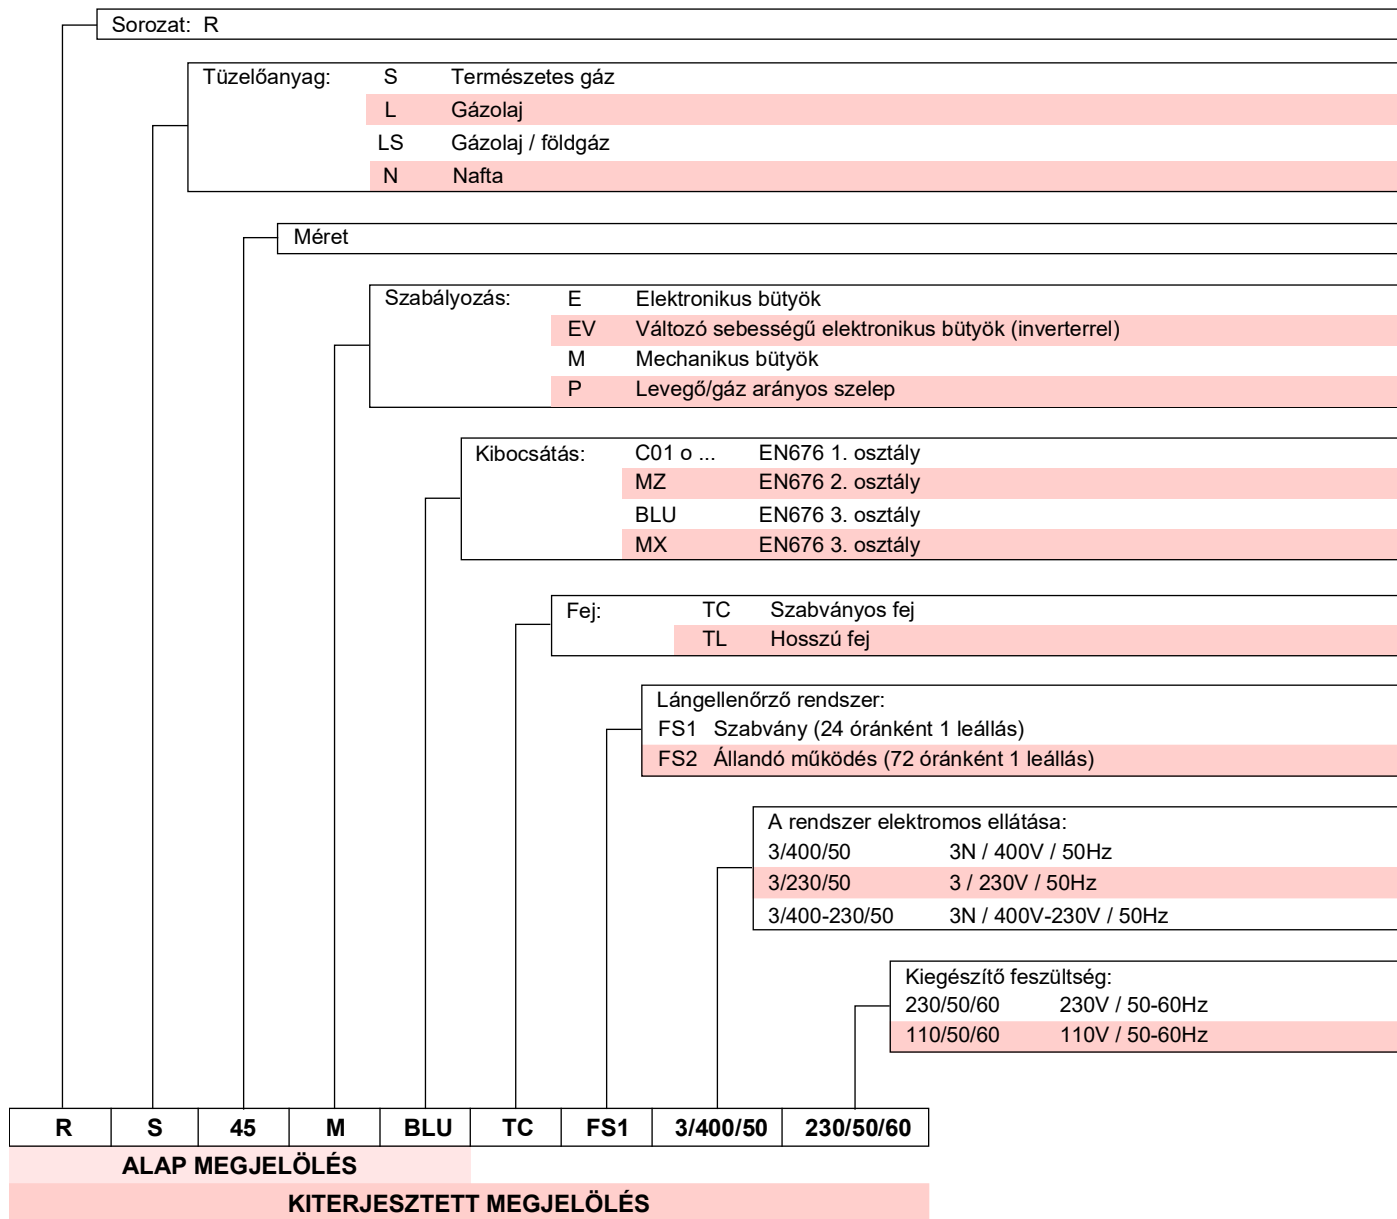 Sorozat: R
Tüzelőanyag: S Természetes gáz
L Gázolaj
LS Gázolaj / földgáz
N Nafta
Méret
Szabályozás: E Elektronikus bütyök
EV Változó sebességű elektronikus bütyök (inverterrel)
M Mechanikus bütyök
P Levegő/gáz arányos szelep
Kibocsátás: C01 o ... EN676 1. osztály
MZ EN676 2. osztály
BLU EN676 3. osztály
MX EN676 3. osztály
Fej: TC Szabványos fej
TL Hosszú fej
Lángellenőrző rendszer:
FS1 Szabvány (24 óránként 1 leállás)
FS2 Állandó működés (72 óránként 1 leállás)
A rendszer elektromos ellátása:
3/400/50 3N / 400V / 50Hz
3/230/50 3 / 230V / 50Hz
3/400-230/50 3N / 400V-230V / 50Hz
Kiegészítő feszültség:
230/50/60 230V / 50-60Hz
110/50/60 110V / 50-60Hz
R S 45 M BLU TC FS1 3/400/50 230/50/60
ALAP MEGJELÖLÉS
KITERJESZTETT MEGJELÖLÉS